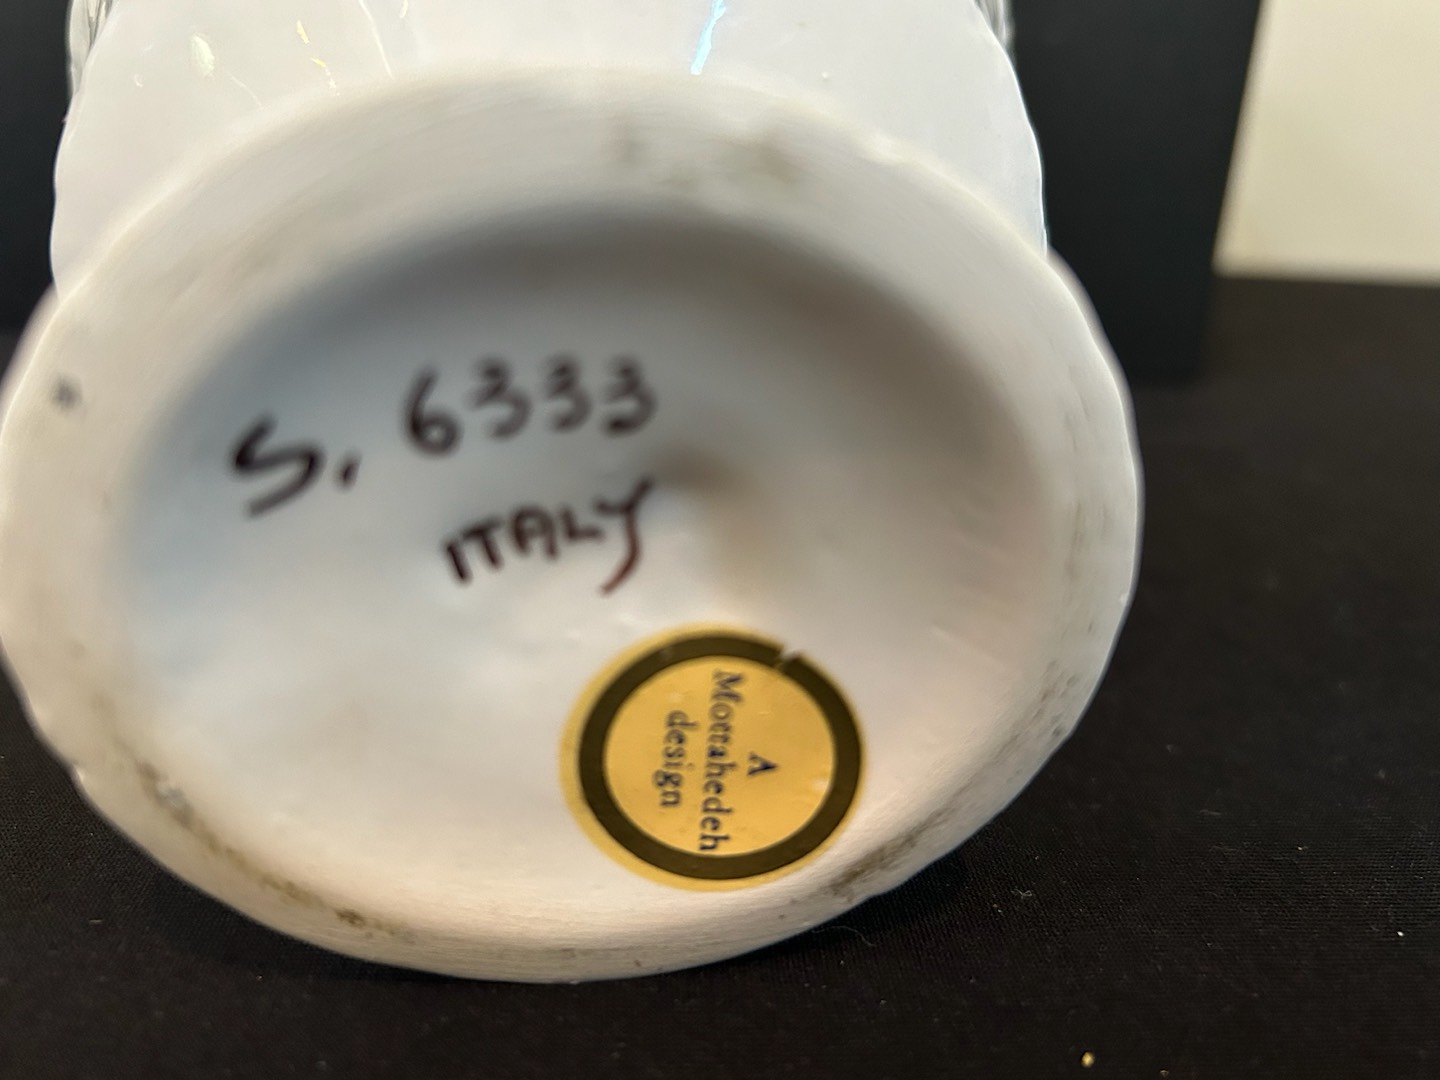 S. 6333
ITALY
A
Mottahedeh
design